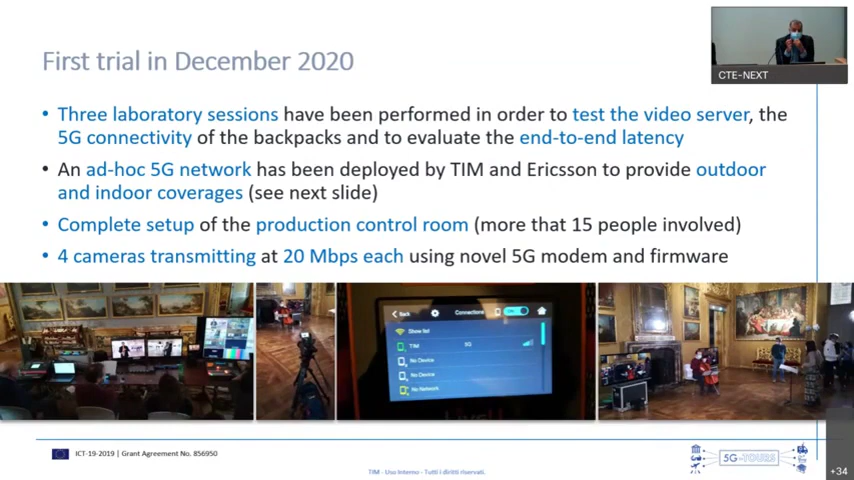 First trial in December 2020
CTE-NEXT
• Three laboratory sessions have been performed in order to test the video server, the
5G connectivity of the backpacks and to evaluate the end-to-end latency
• An ad-hoc 5G network has been deployed by TIM and Ericsson to provide outdoor
and indoor coverages (see next slide)
• Complete setup of the production control room (more that 15 people involved)
• 4 cameras transmitting at 20 Mbps each using novel 5G modem and firmware
Back
Connections
Show list
TIM
No Device
No Device
No Network
ICT-19-2019 | Grant Agreement No. 856950
5G-TOURS
TIM - Uso Interno - Tutti i diritti riservati.
+34